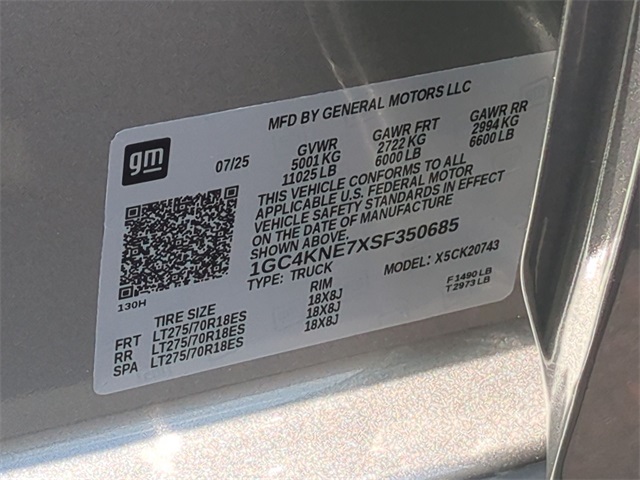 MFD BY GENERAL MOTORS LLC
gm
07/25
GVWR GAWR FRT GAWR RR
5001 KG 2722 KG 2994 KG
11025 LB 6000 LB 6600 LB
THIS VEHICLE CONFORMS TO ALL
APPLICABLE U.S. FEDERAL MOTOR
VEHICLE SAFETY STANDARDS IN EFFECT
ON THE DATE OF MANUFACTURE
SHOWN ABOVE.
1GC4KNE7XSF350685
TYPE: TRUCK MODEL: X5CK20743
130H
F 1490 LB
T 2973 LB
TIRE SIZE RIM
FRT LT275/70R18ES 18X8J
RR LT275/70R18ES 18X8J
SPA LT275/70R18ES 18X8J